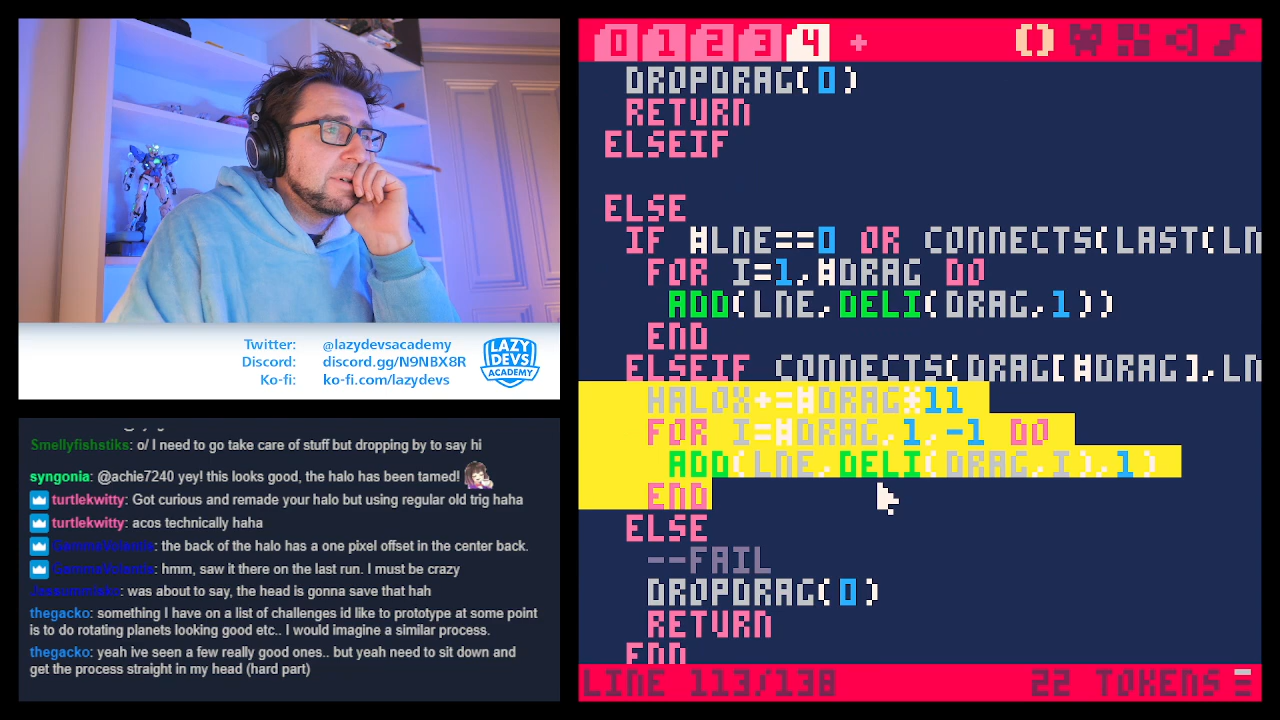 0 1 2 3 4 +
DROPDRAG(0)
RETURN
ELSEIF
ELSE
IF #LNE==0 OR CONNECTS(LAST(LN
FOR I=1,#DRAG DO
ADD(LNE,DELI(DRAG,1))
END
ELSEIF CONNECTS(DRAG[#DRAG],LN
HALOX+=#DRAG*11
FOR I=#DRAG,1,-1 DO
ADD(LNE,DELI(DRAG,I),1)
END
ELSE
--FAIL
DROPDRAG(0)
RETURN
END
LINE 113/138 22 TOKENS
Twitter: @lazydevsacademy
Discord: discord.gg/N9NBX8R
Ko-fi: ko-fi.com/lazydevs
LAZY
DEVS
ACADEMY
Smellyfishstiks: o/ I need to go take care of stuff but dropping by to say hi
syngonia: @achie7240 yey! this looks good, the halo has been tamed!
turtlekwitty: Got curious and remade your halo but using regular old trig haha
turtlekwitty: acos technically haha
: the back of the halo has a one pixel offset in the center back.
: hmm, saw it there on the last run. I must be crazy
: was about to say, the head is gonna save that hah
thegacko: something I have on a list of challenges id like to prototype at some point
is to do rotating planets looking good etc.. I would imagine a similar process.
thegacko: yeah ive seen a few really good ones.. but yeah need to sit down and
get the process straight in my head (hard part)